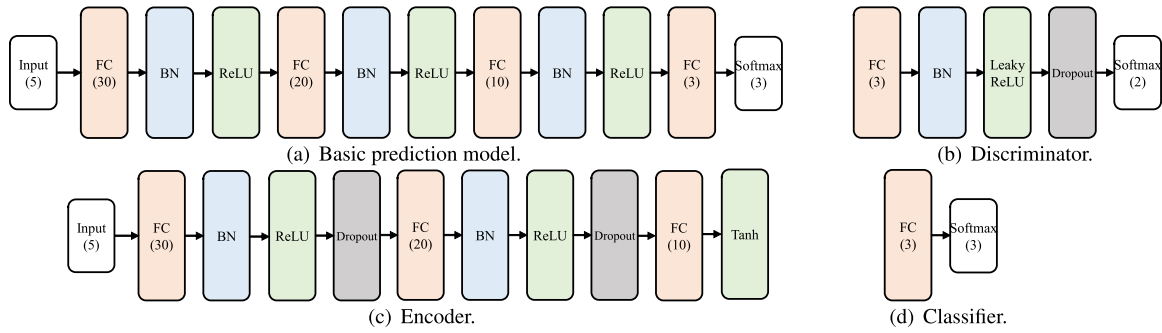 Input (5)
FC (30)
BN
ReLU
FC (20)
BN
ReLU
FC (10)
BN
ReLU
FC (3)
Softmax (3)
(a) Basic prediction model.
FC (3)
BN
Leaky ReLU
Dropout
Softmax (2)
(b) Discriminator.
Input (5)
FC (30)
BN
ReLU
Dropout
FC (20)
BN
ReLU
Dropout
FC (10)
Tanh
(c) Encoder.
FC (3)
Softmax (3)
(d) Classifier.